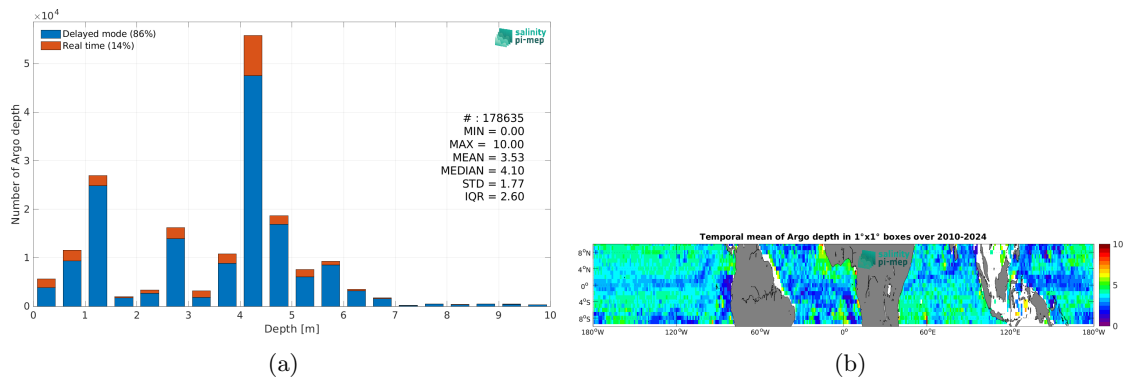 ×10⁴
Delayed mode (86%)
Real time (14%)
salinity
pi-mep
6
5
4
3
2
1
0
Number of Argo depth
# : 178635
MIN = 0.00
MAX = 10.00
MEAN = 3.53
MEDIAN = 4.10
STD = 1.77
IQR = 2.60
0 1 2 3 4 5 6 7 8 9 10
Depth [m]
(a)
Temporal mean of Argo depth in 1°x1° boxes over 2010-2024
salinity
pi-mep
8°N
4°N
0°
4°S
8°S
180°W 120°W 60°W 0° 60°E 120°E 180°W
10
5
0
(b)